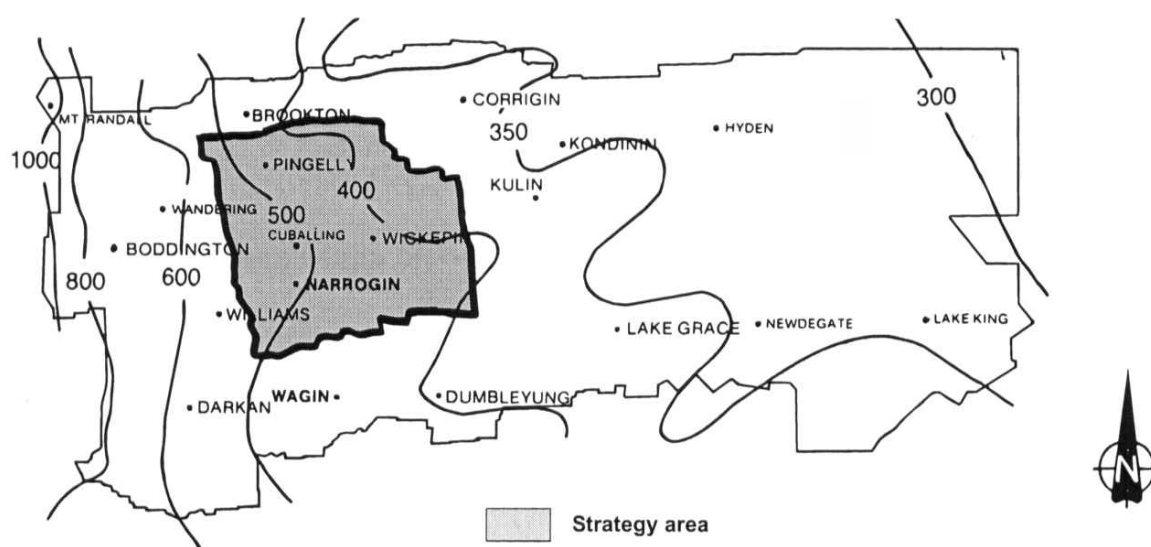 300
CORRIGIN
MT RANDALL
BROOKTON
350
HYDEN
KONDININ
1000
PINGELLY
KULIN
400
WANDERING
500
CUBALLING
WICKEPIN
BODDINGTON
800
600
NARROGIN
WILLIAMS
LAKE GRACE
NEWDEGATE
LAKE KING
WAGIN
DUMBLEYUNG
DARKAN
N
Strategy area